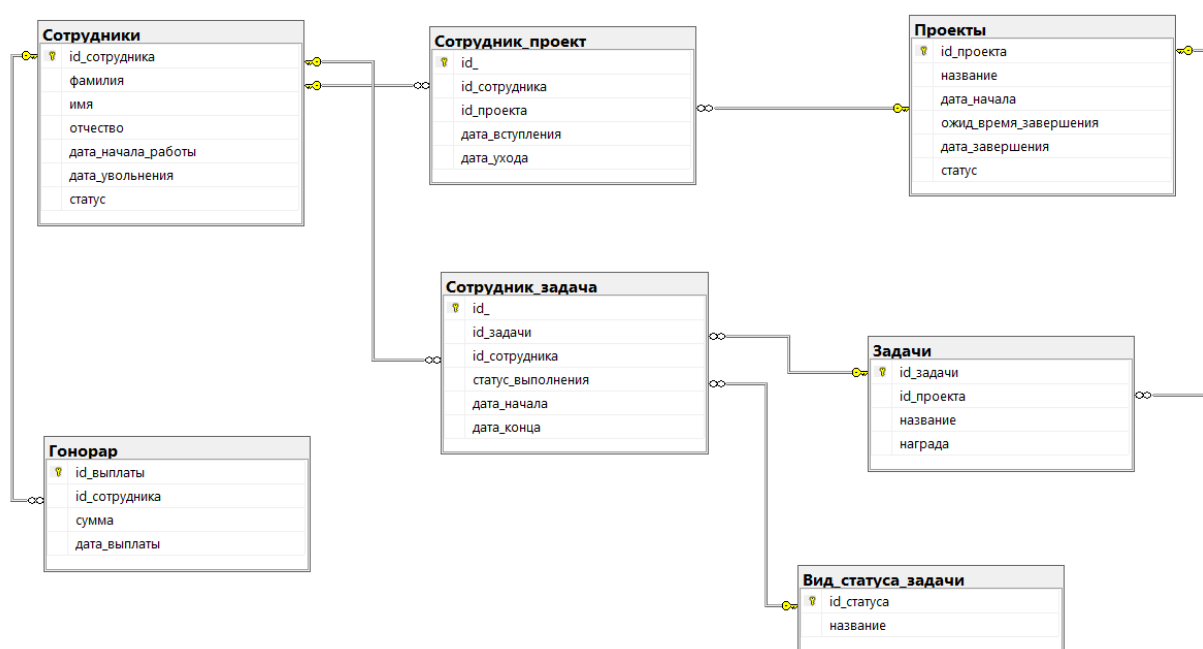 Сотрудники
id_сотрудника
фамилия
имя
отчество
дата_начала_работы
дата_увольнения
статус
Сотрудник_проект
id_
id_сотрудника
id_проекта
дата_вступления
дата_ухода
Проекты
id_проекта
название
дата_начала
ожид_время_завершения
дата_завершения
статус
Сотрудник_задача
id_
id_задачи
id_сотрудника
статус_выполнения
дата_начала
дата_конца
Задачи
id_задачи
id_проекта
название
награда
Гонорар
id_выплаты
id_сотрудника
сумма
дата_выплаты
Вид_статуса_задачи
id_статуса
название